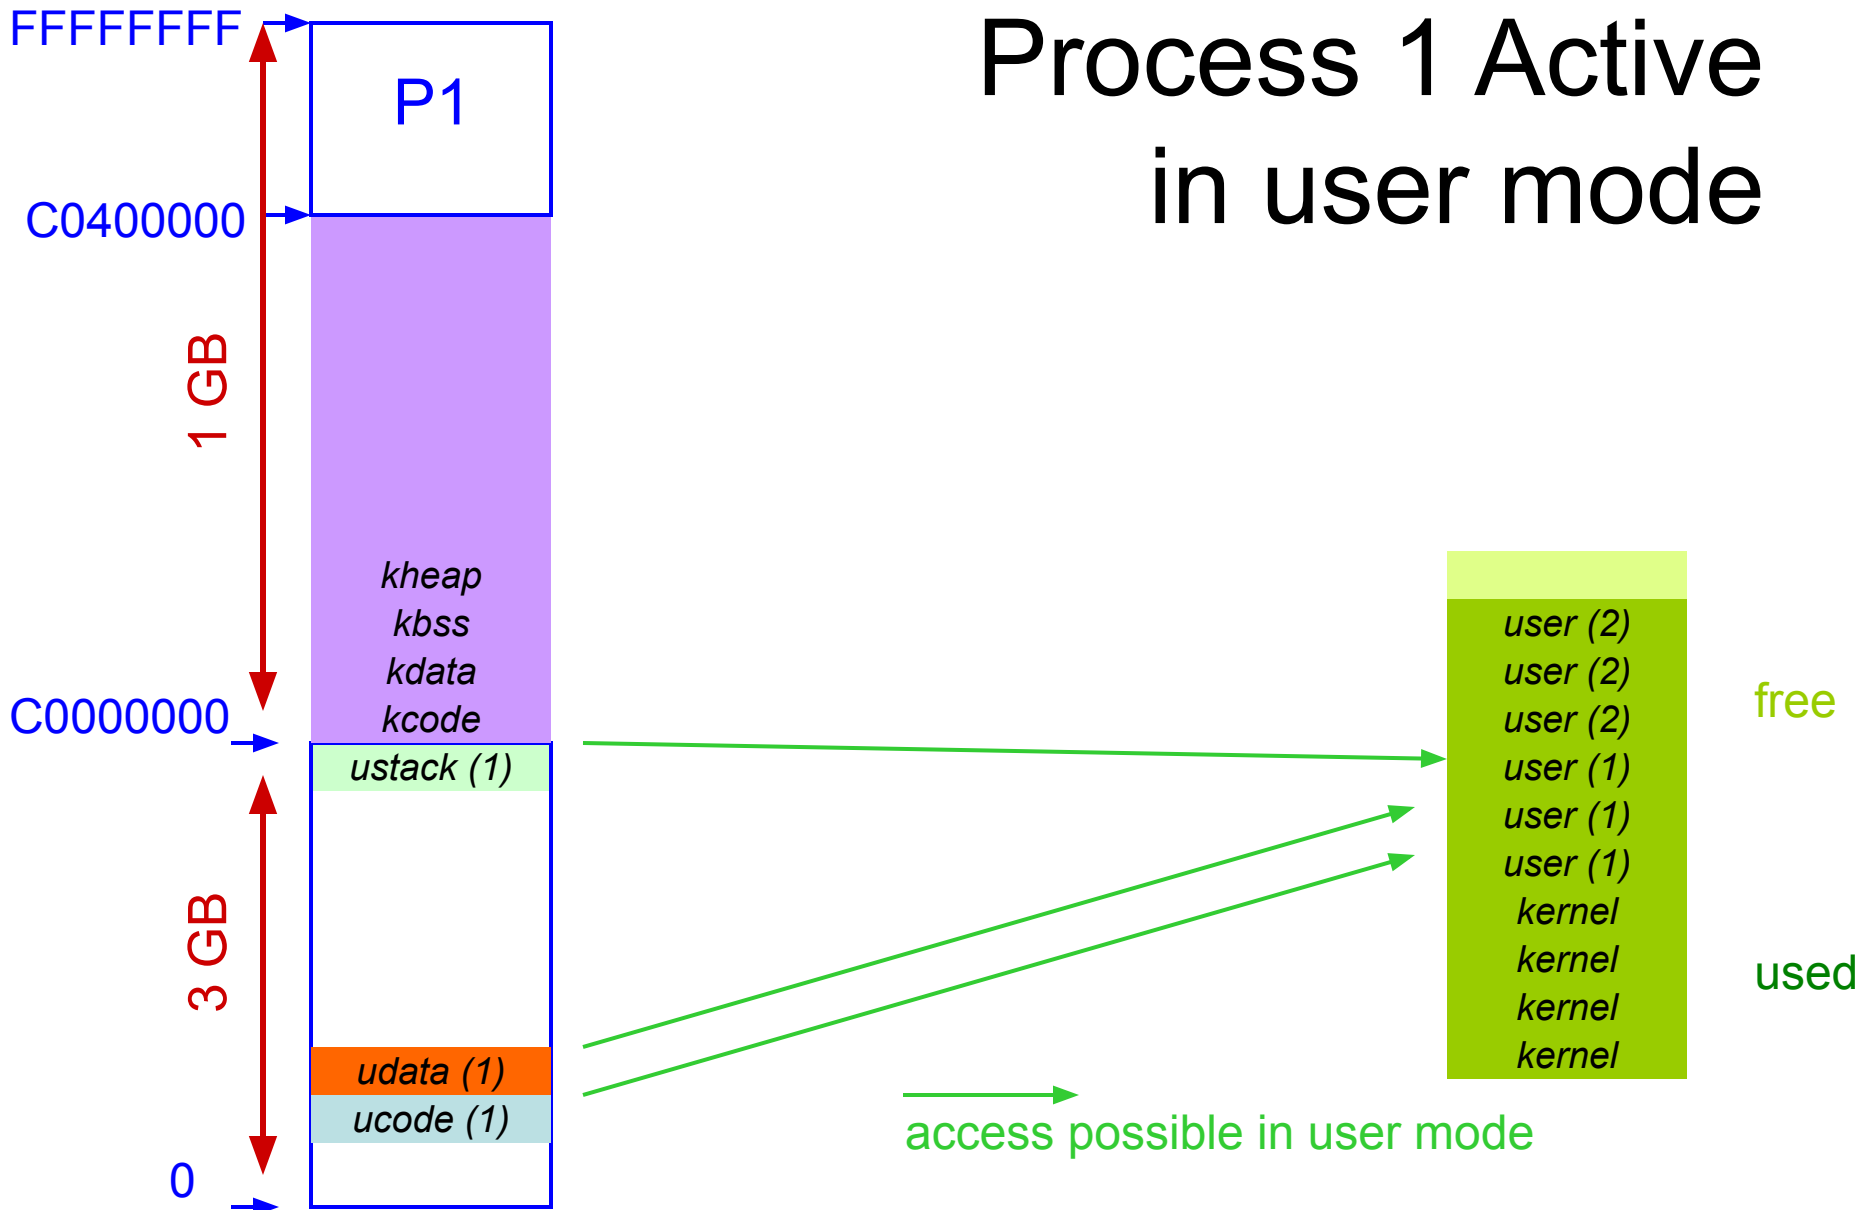 Process 1 Active
in user mode
FFFFFFFF
P1
C0400000
1 GB
kheap
kbss
kdata
kcode
C0000000
ustack (1)
3 GB
udata (1)
ucode (1)
0
user (2)
user (2)
user (2)
user (1)
user (1)
user (1)
kernel
kernel
kernel
kernel
free
used
access possible in user mode